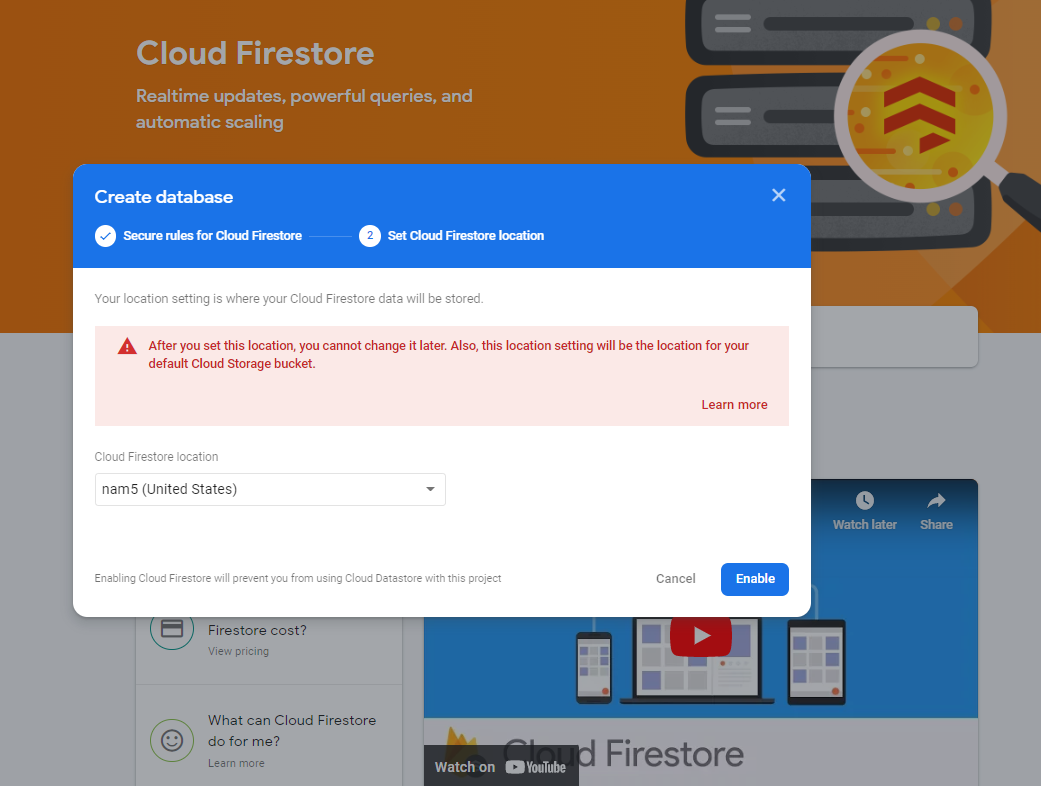 Cloud Firestore
Realtime updates, powerful queries, and
automatic scaling
Create database
Secure rules for Cloud Firestore
2 Set Cloud Firestore location
Your location setting is where your Cloud Firestore data will be stored.
After you set this location, you cannot change it later. Also, this location setting will be the location for your
default Cloud Storage bucket.
Learn more
Cloud Firestore location
nam5 (United States)
Enabling Cloud Firestore will prevent you from using Cloud Datastore with this project
Cancel
Enable
Watch later
Share
Firestore cost?
View pricing
What can Cloud Firestore
do for me?
Learn more
Cloud Firestore
Watch on YouTube